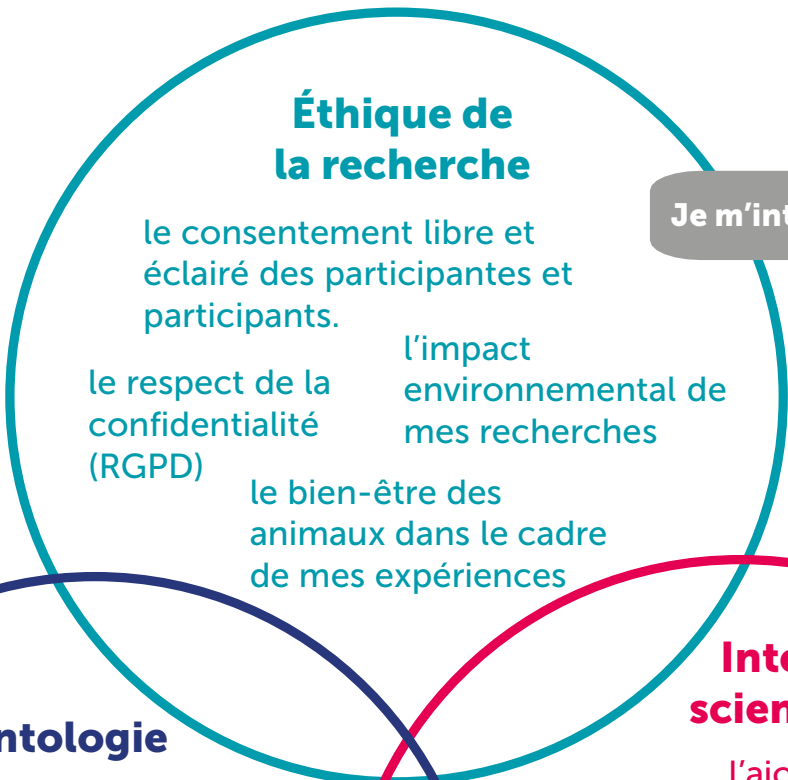 Éthique de
la recherche
Je m'int
le consentement libre et
éclairé des participantes et
participants.
l'impact
environnemental de
mes recherches
le respect de la
confidentialité
(RGPD)
le bien-être des
animaux dans le cadre
de mes expériences
ntologie
Inté
scien